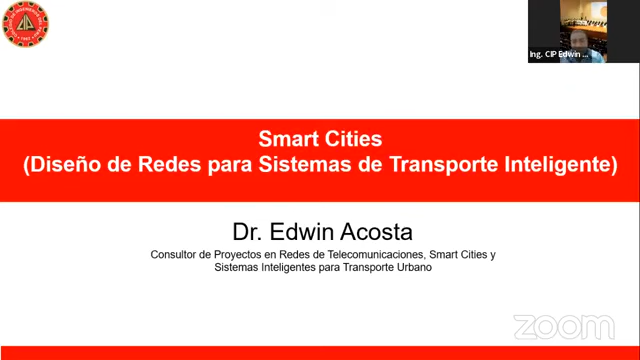 Ing. CIP Edwin ...
Smart Cities
(Diseño de Redes para Sistemas de Transporte Inteligente)
Dr. Edwin Acosta
Consultor de Proyectos en Redes de Telecomunicaciones, Smart Cities y
Sistemas Inteligentes para Transporte Urbano
zoom